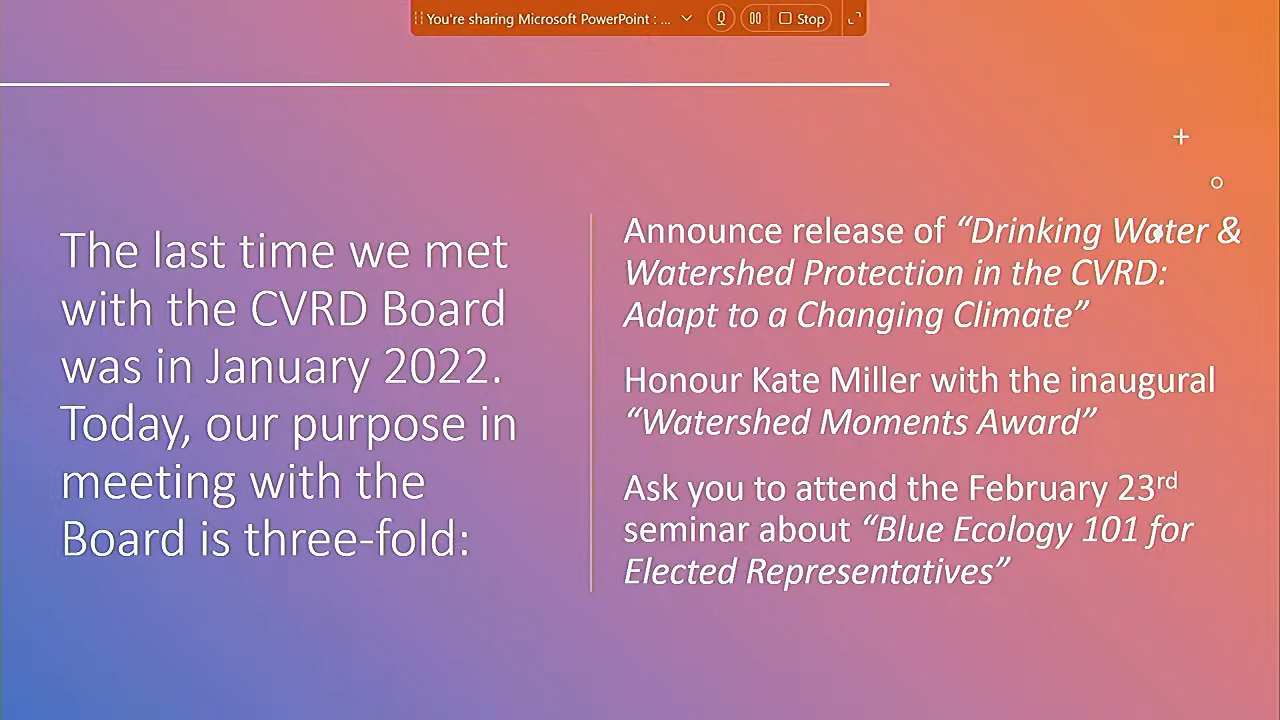 You're sharing Microsoft PowerPoint : ...
Stop
The last time we met
with the CVRD Board
was in January 2022.
Today, our purpose in
meeting with the
Board is three-fold:
Announce release of “Drinking Water &
Watershed Protection in the CVRD:
Adapt to a Changing Climate”
Honour Kate Miller with the inaugural
“Watershed Moments Award”
Ask you to attend the February 23rd
seminar about “Blue Ecology 101 for
Elected Representatives”